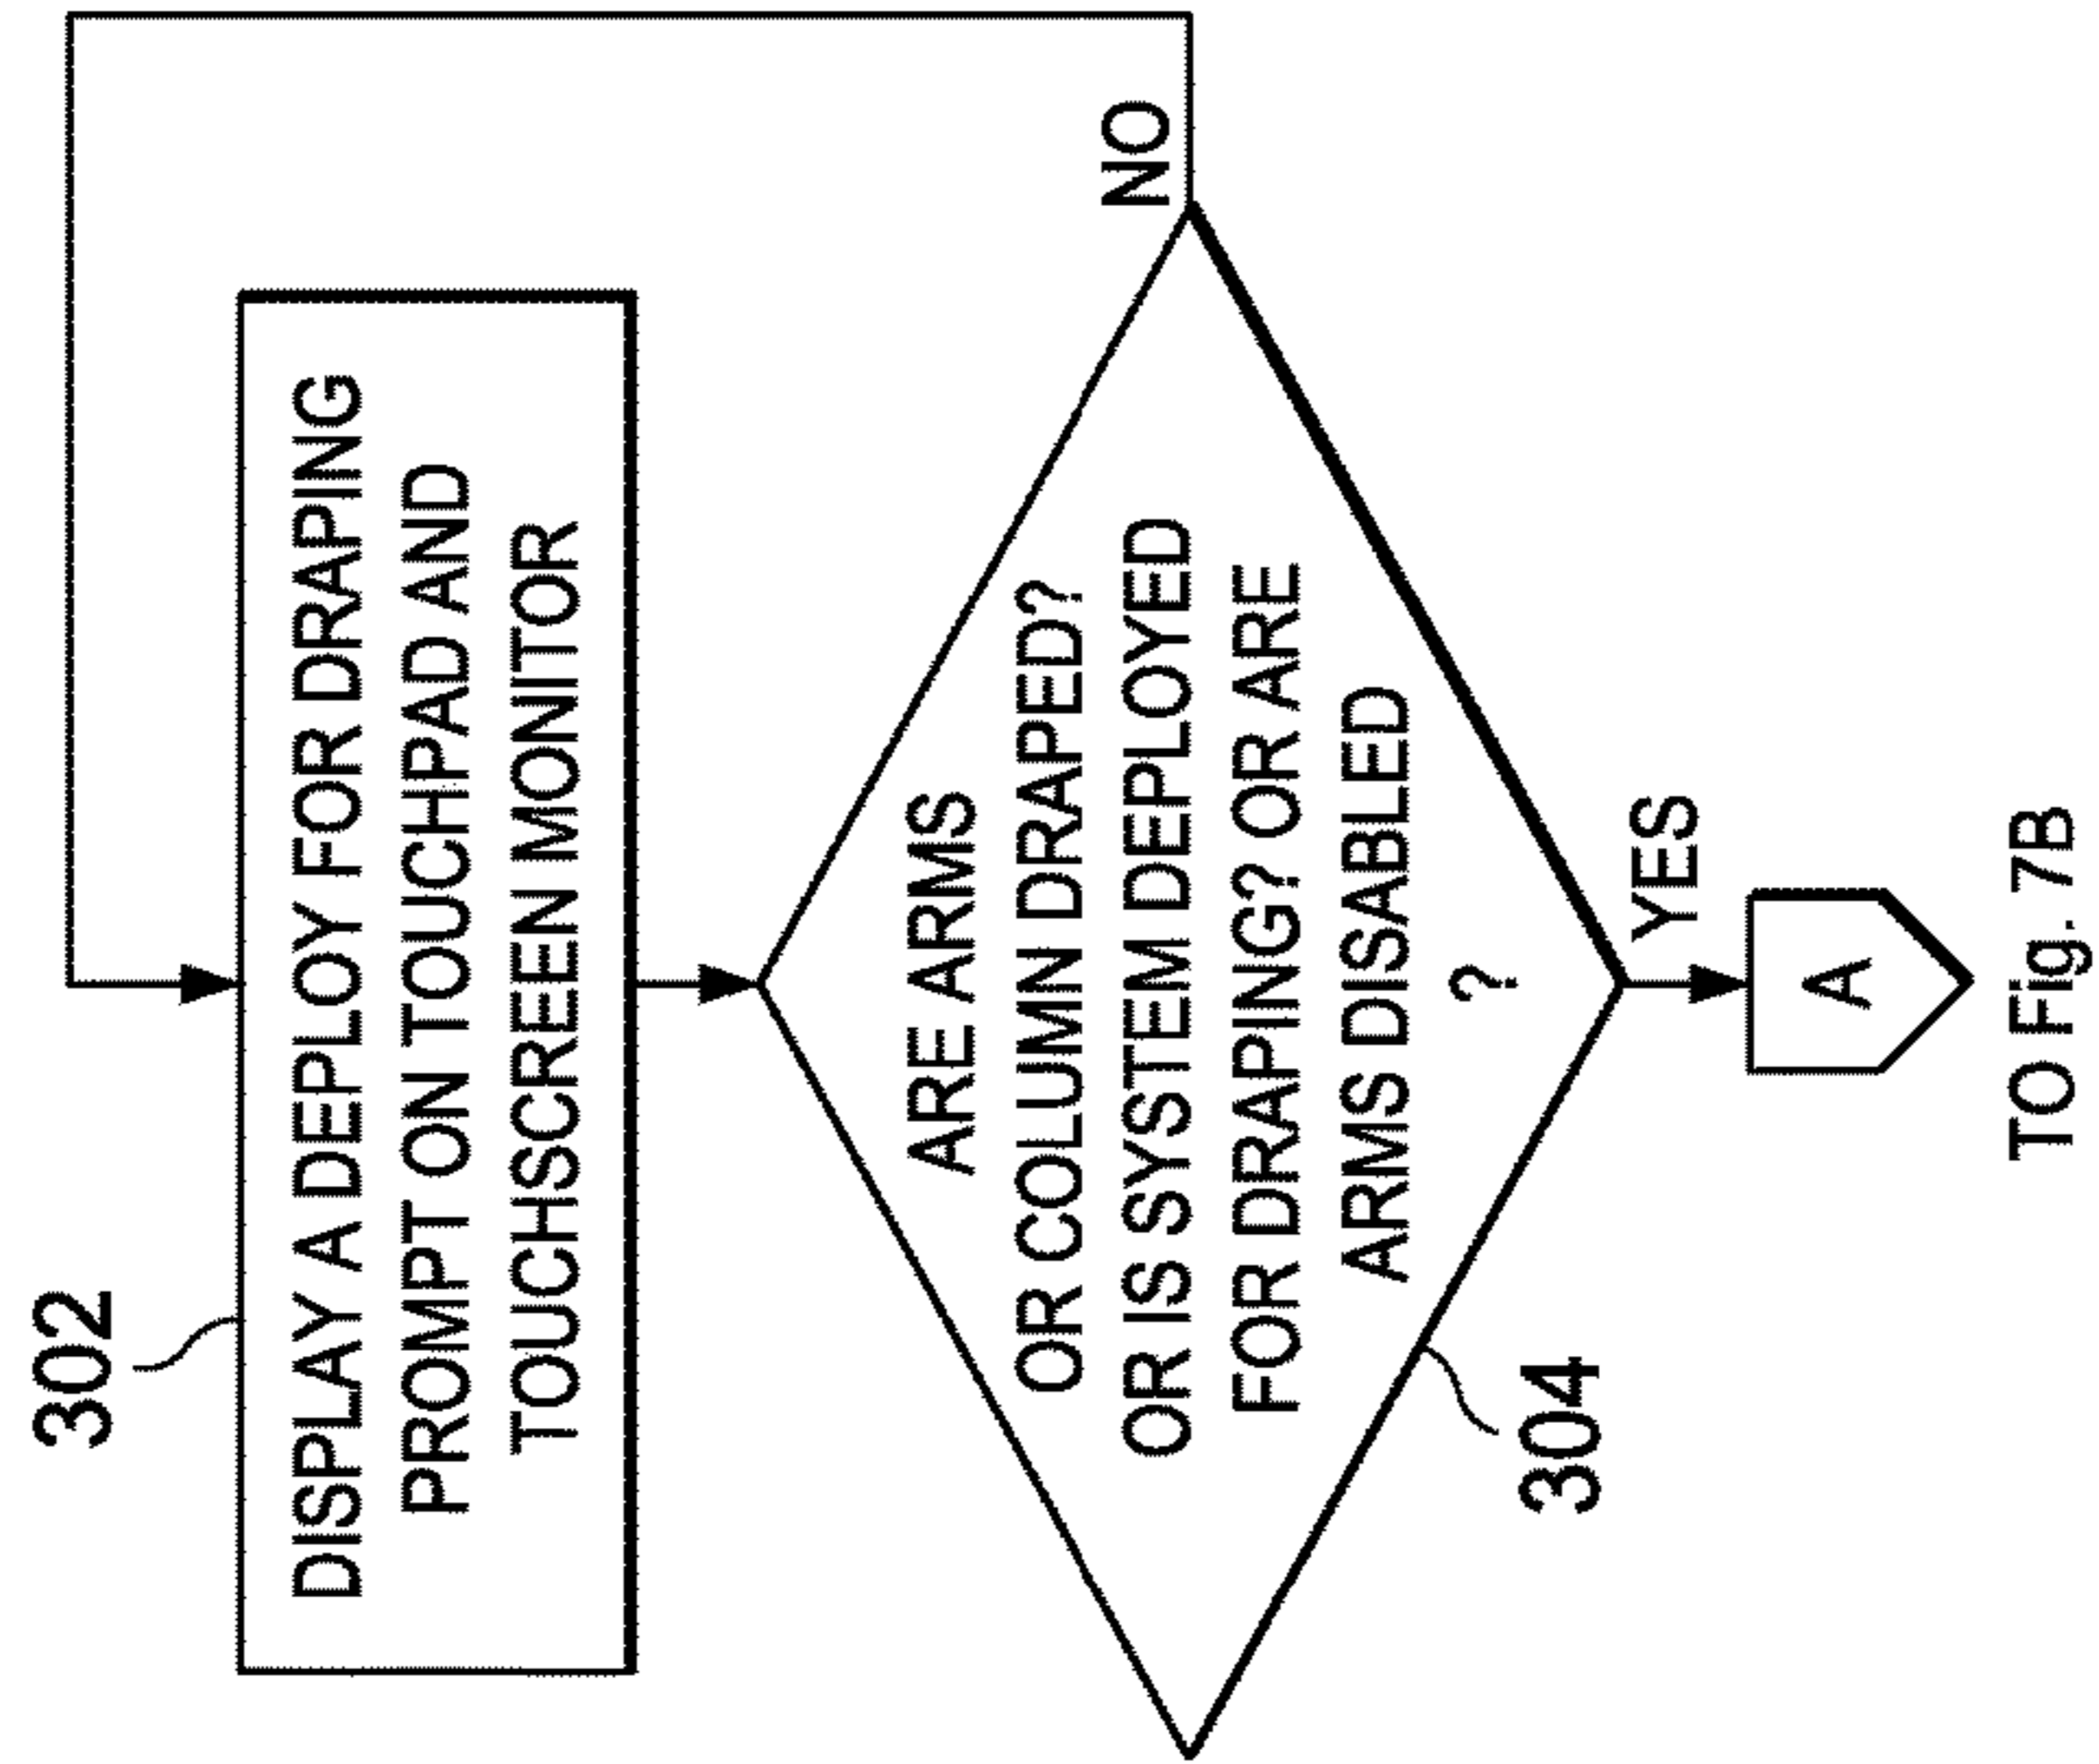 302
DISPLAY A DEPLOY FOR DRAPING
PROMPT ON TOUCHPAD AND
TOUCHSCREEN MONITOR
ARE ARMS
OR COLUMN DRAPED?
OR IS SYSTEM DEPLOYED
FOR DRAPING? OR ARE
ARMS DISABLED
?
NO
304
YES
A
TO Fig. 7B